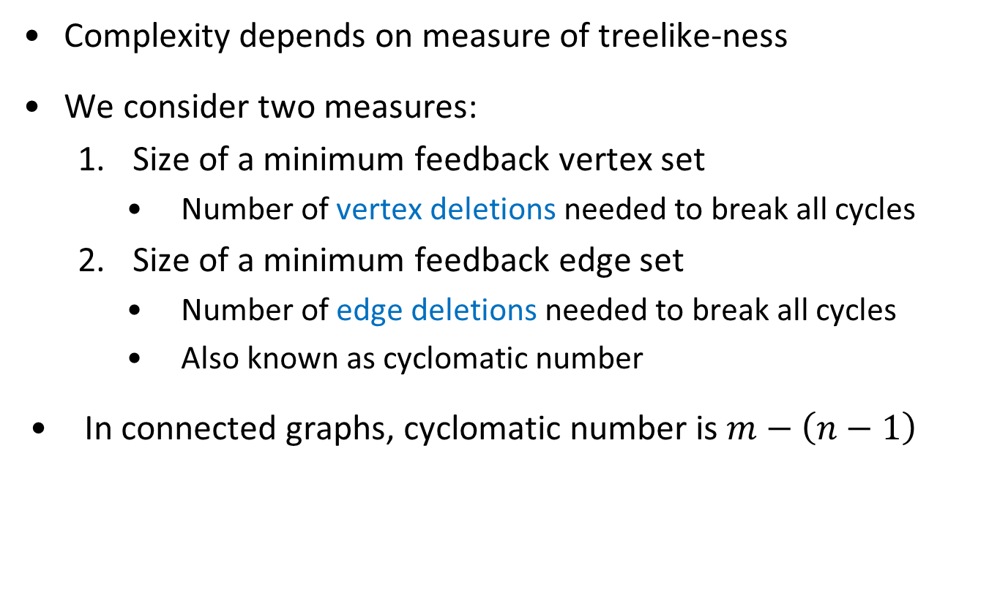 • Complexity depends on measure of treelike-ness
• We consider two measures:
1. Size of a minimum feedback vertex set
• Number of vertex deletions needed to break all cycles
2. Size of a minimum feedback edge set
• Number of edge deletions needed to break all cycles
• Also known as cyclomatic number
• In connected graphs, cyclomatic number is 𝑚 − (𝑛 − 1)